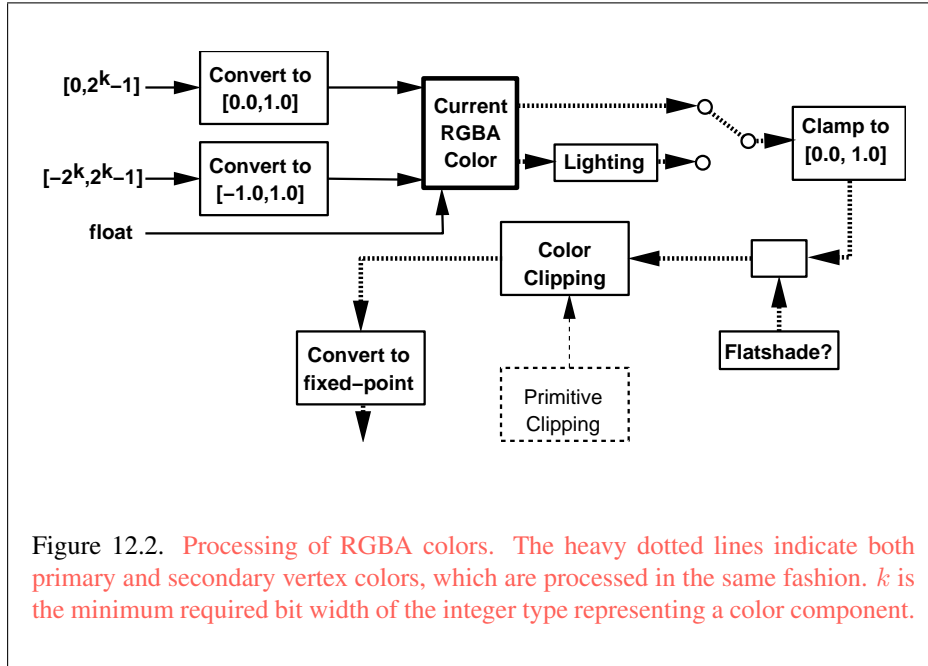 [0,2^k−1]
Convert to
[0.0,1.0]
Current
RGBA
Color
Clamp to
[0.0, 1.0]
[−2^k,2^k−1]
Convert to
[−1.0,1.0]
Lighting
float
Color
Clipping
Flatshade?
Convert to
fixed−point
Primitive
Clipping
Figure 12.2. Processing of RGBA colors. The heavy dotted lines indicate both
primary and secondary vertex colors, which are processed in the same fashion. k is
the minimum required bit width of the integer type representing a color component.